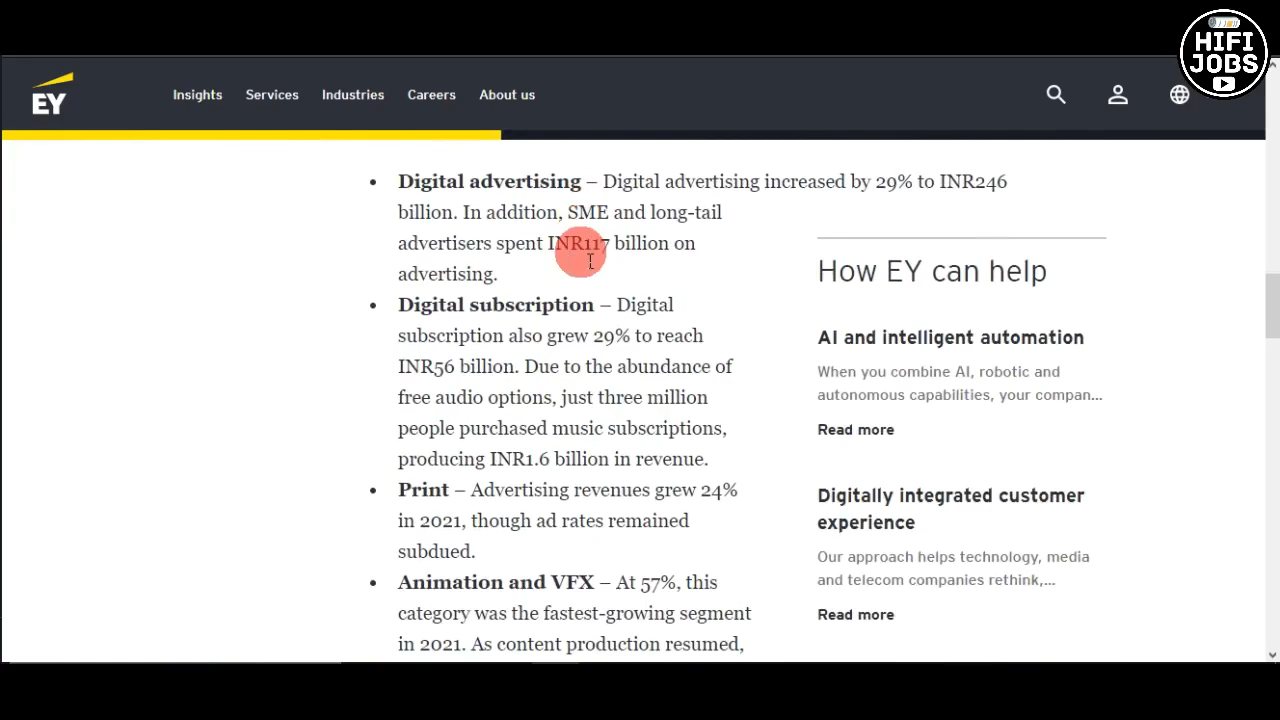 HIFI
JOBS
EY
Insights Services Industries Careers About us
Digital advertising – Digital advertising increased by 29% to INR246
billion. In addition, SME and long-tail
advertisers spent INR117 billion on
advertising.
Digital subscription – Digital
subscription also grew 29% to reach
INR56 billion. Due to the abundance of
free audio options, just three million
people purchased music subscriptions,
producing INR1.6 billion in revenue.
Print – Advertising revenues grew 24%
in 2021, though ad rates remained
subdued.
Animation and VFX – At 57%, this
category was the fastest-growing segment
in 2021. As content production resumed,
How EY can help
AI and intelligent automation
When you combine AI, robotic and
autonomous capabilities, your compan...
Read more
Digitally integrated customer
experience
Our approach helps technology, media
and telecom companies rethink,...
Read more